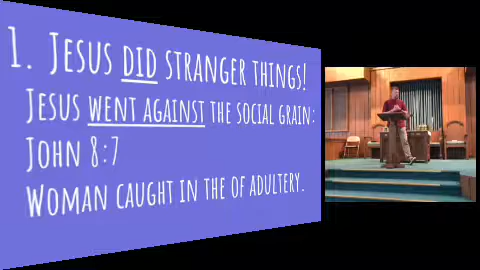 1. Jesus did stranger things!
Jesus went against the social grain:
John 8:7
Woman caught in the of adultery.